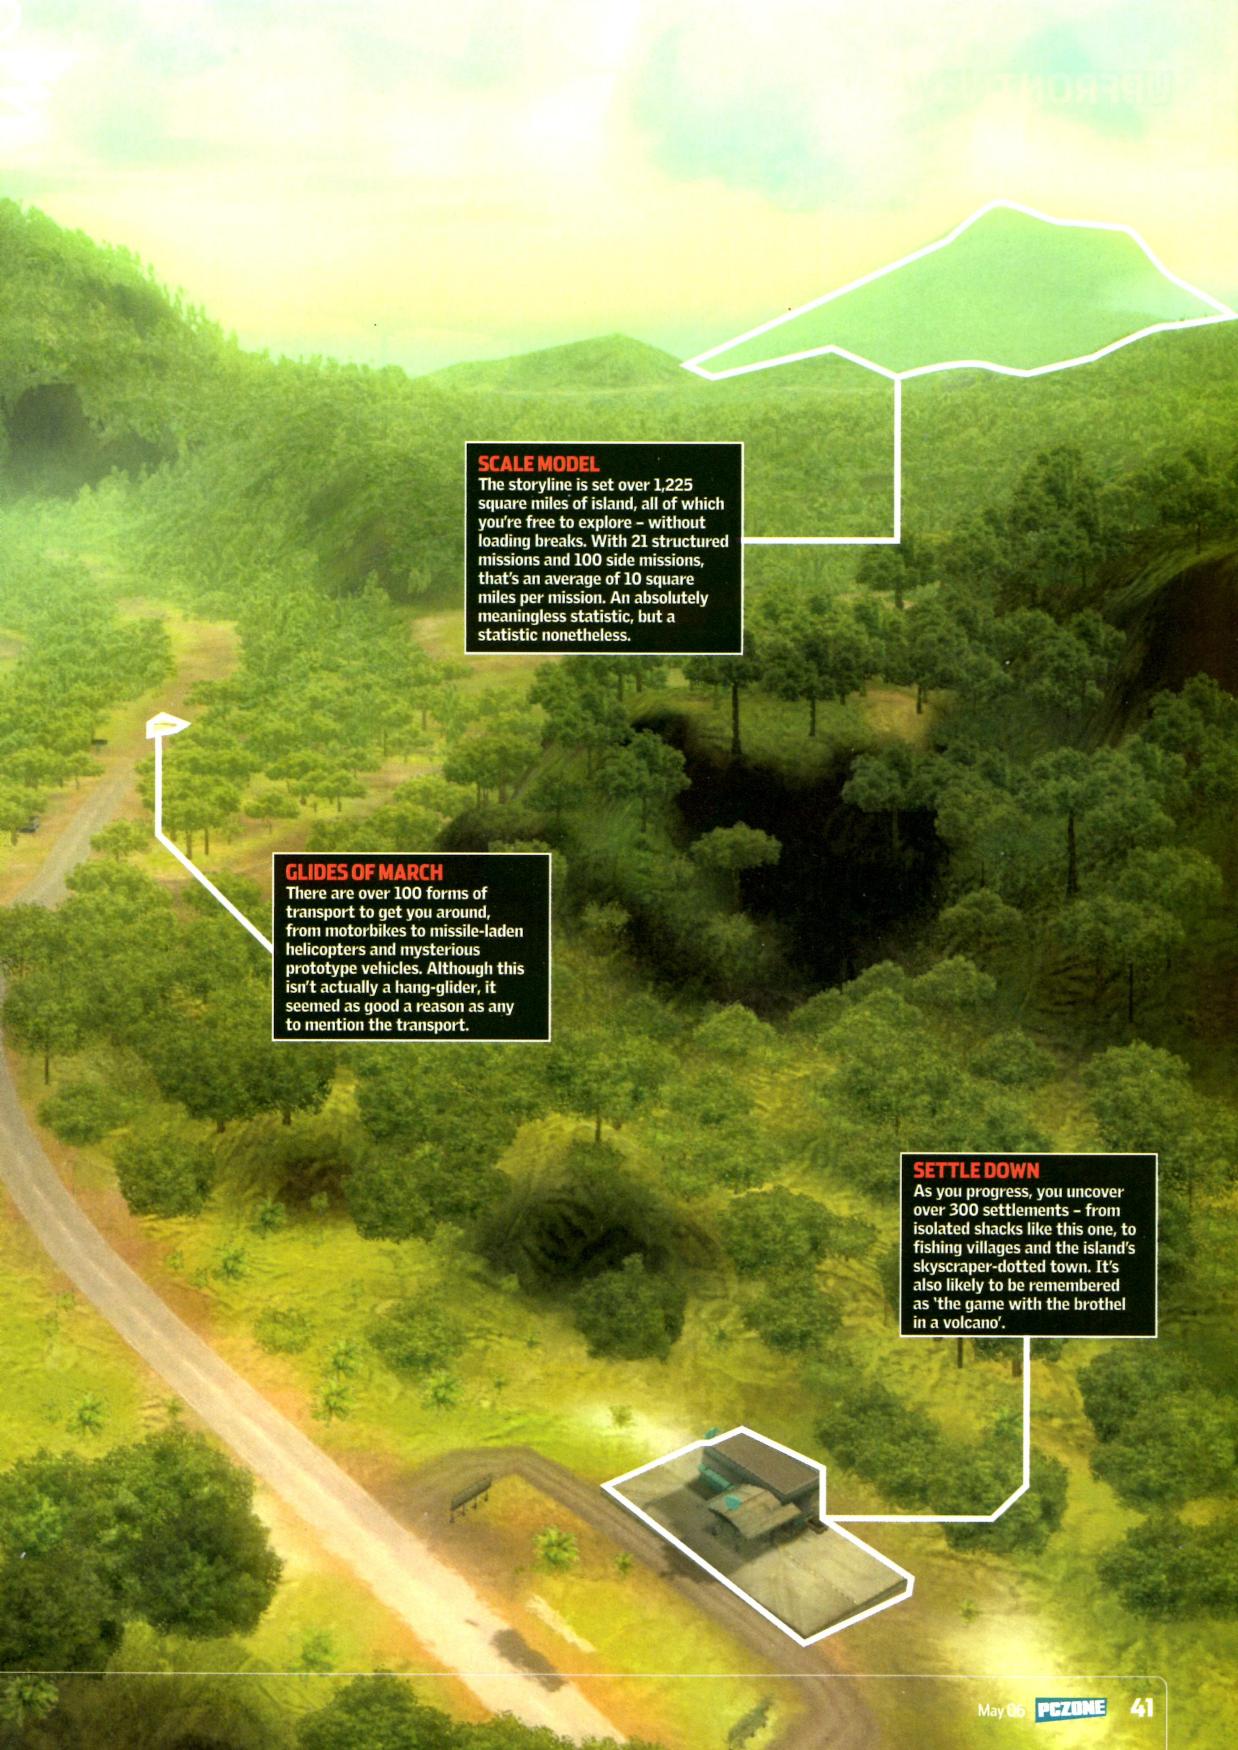 SCALE MODEL
The storyline is set over 1,225
square miles of island, all of which
you're free to explore – without
loading breaks. With 21 structured
missions and 100 side missions,
that's an average of 10 square
miles per mission. An absolutely
meaningless statistic, but a
statistic nonetheless.
GLIDES OF MARCH
There are over 100 forms of
transport to get you around,
from motorbikes to missile-laden
helicopters and mysterious
prototype vehicles. Although this
isn't actually a hang-glider, it
seemed as good a reason as any
to mention the transport.
SETTLE DOWN
As you progress, you uncover
over 300 settlements – from
isolated shacks like this one, to
fishing villages and the island's
skyscraper-dotted town. It's
also likely to be remembered
as 'the game with the brothel
in a volcano'.
May 06 PCZONE 41